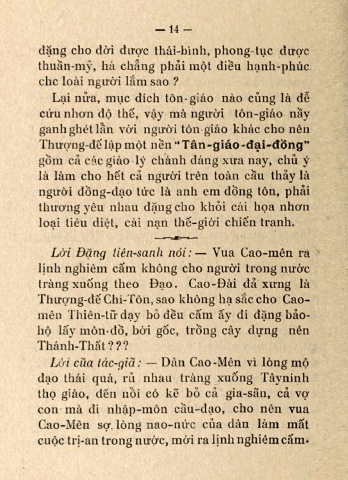 — 14 —
dặng cho đời được thái-bình, phong-tục được
thuần-mỹ, há chẳng phải một điều hạnh-phúc
che loài người lắm sao ?
Lại nữa, mục đích tôn-giáo nào cũng là để
cứu nhơn độ thế, vậy mà người tôn-giáo nầy
ganh ghét lẫn với người tôn-giáo khác cho nên
Thượng-đế lập một nền "Tân-giáo-đại-đồng"
gồm cả các giáo-lý chánh đáng xưa nay, chủ ý
là làm cho hết cả người trên toàn cầu thảy là
người đồng-đạo tức là anh em đồng tôn, phải
thương yêu nhau đặng cho khỏi cái họa nhơn
loại tiêu diệt, cái nạn thế-giới chiến tranh.
Lời Đặng tiên-sanh nói : — Vua Cao-mên ra
lịnh nghiêm cấm không cho người trong nước
tràng xuống theo Đạo. Cao-Đài đã xưng là
Thượng-đế Chí-Tôn, sao không hạ sắc cho Cao-
mên Thiên-tử dạy bỏ đều cấm ấy đi đặng bảo-
hộ lấy môn-đồ, bới gốc, trồng cây dựng nên
Thánh-Thất ? ? ?
Lời của tác-giả : — Dân Cao-Mên vì lòng mộ
đạo thái quá, rủ nhau tràng xuống Tâyninh
thọ giáo, đến nỗi có kẻ bỏ cả gia-sản, cả vợ
con mà đi nhập-môn cầu-đạo, cho nên vua
Cao-Mên sợ lòng nao-nức của dân làm mất
cuộc trị-an trong nước, mới ra lịnh nghiêm cấm.